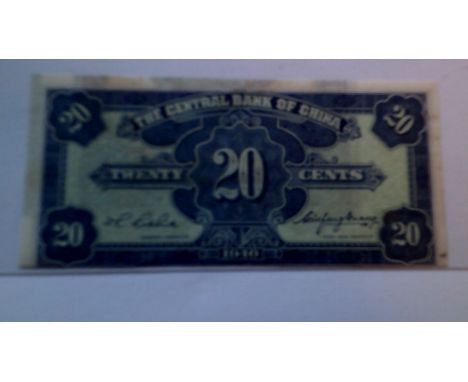 20 THE CENTRAL BANK OF CHINA 20
TWENTY 20 CENTS
20 20
1940